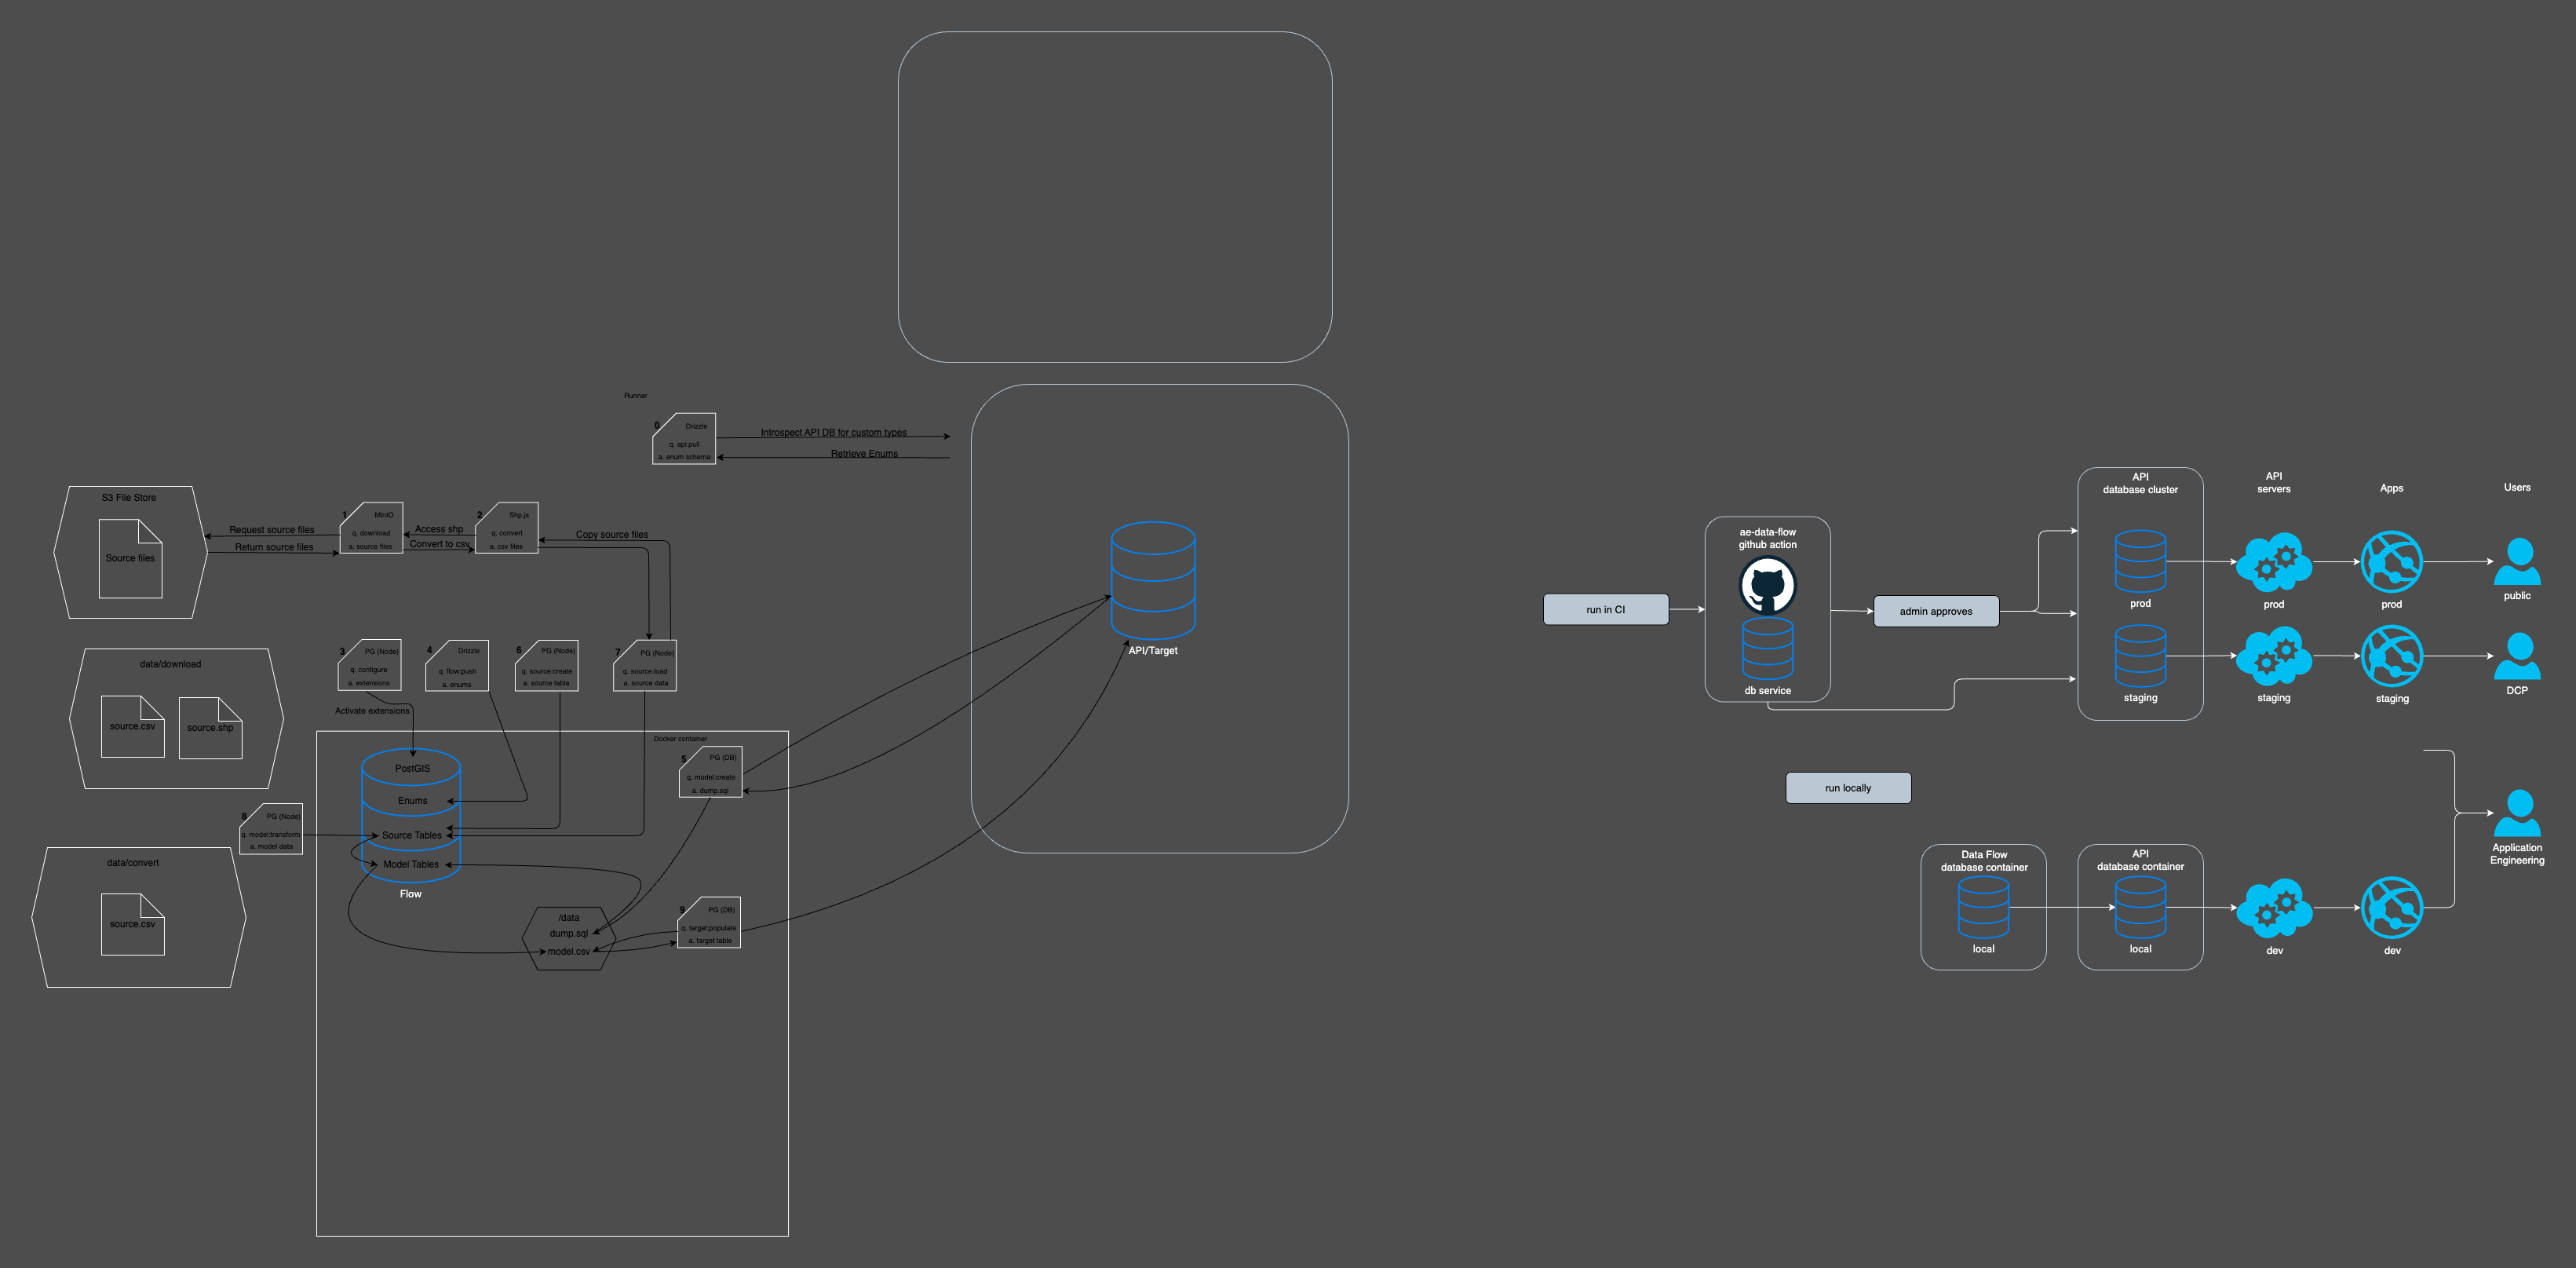 Runner
0
Drizzle
q. api:pull
a. enum schema
Introspect API DB for custom types
Retrieve Enums
S3 File Store
Source files
Request source files
Return source files
1
MinIO
q. download
a. source files
Access shp
Convert to csv
2
Shp.js
q. convert
a. csv files
Copy source files
data/download
source.csv
source.shp
3
PG (Node)
q. configure
a. extensions
4
Drizzle
q. flow:push
a. enums
6
PG (Node)
q. source:create
a. source table
7
PG (Node)
q. source:load
a. source data
Activate extensions
Docker container
5
PG (DB)
q. model:create
a. dump.sql
PostGIS
Enums
Source Tables
Model Tables
Flow
8
PG (Node)
q. model:transform
a. model data
data/convert
source.csv
/data
dump.sql
model.csv
9
PG (DB)
q. target:populate
a. target table
API/Target
run in CI
ae-data-flow
github action
db service
admin approves
API
database cluster
prod
staging
API
servers
prod
staging
Apps
prod
staging
Users
public
DCP
run locally
Data Flow
database container
local
API
database container
local
dev
dev
Application
Engineering